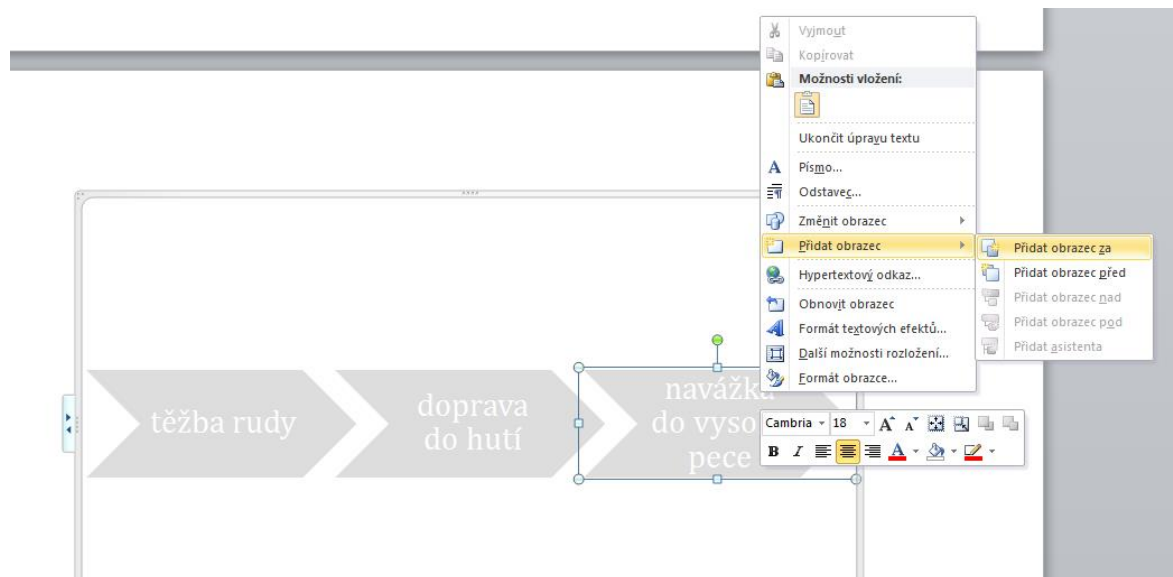 Vyjmout
Kopírovat
Možnosti vložení:
Ukončit úpravu textu
Písmo...
Odstavec...
Změnit obrazec
Přidat obrazec
Hypertextový odkaz...
Obnovit obrazec
Formát textových efektů...
Další možnosti rozložení...
Formát obrazce...
Přidat obrazec za
Přidat obrazec před
Přidat obrazec nad
Přidat obrazec pod
Přidat asistenta
těžba rudy
doprava
do hutí
navážka
do vyso
pece
Cambria 18 A A
B I A